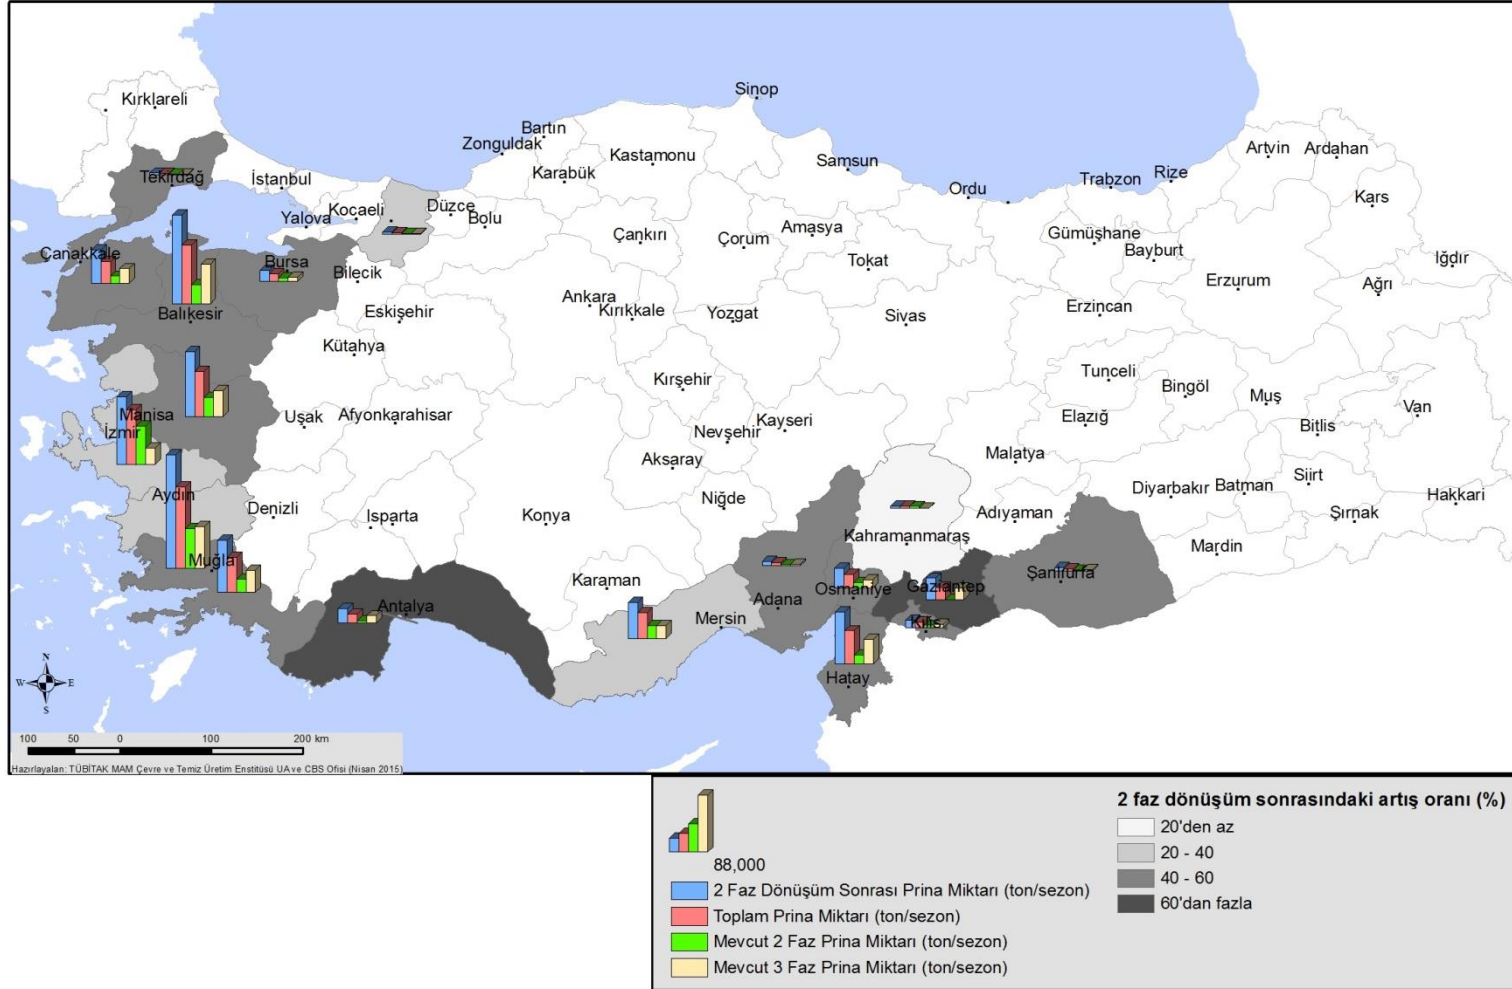 Kırklareli
Sinop
Bartın
Zonguldak
Kastamonu
Karabük
Samsun
Artvin
Ardahan
Tekirdağ
İstanbul
Ordu
Trabzon
Rize
Kars
Yalova
Kocaeli
Düzce
Bolu
Çankırı
Çorum
Amasya
Gümüşhane
Bayburt
Çanakkale
Bursa
Bilecik
Tokat
Erzurum
Iğdır
Ağrı
Balıkesir
Eskişehir
Ankara
Kırıkkale
Yozgat
Sivas
Erzincan
Kütahya
Kırşehir
Tunceli
Bingöl
Muş
Van
Manisa
İzmir
Uşak
Afyonkarahisar
Nevşehir
Kayseri
Elazığ
Bitlis
Aksaray
Malatya
Siirt
Aydın
Denizli
Isparta
Konya
Niğde
Diyarbakır
Batman
Hakkari
Adıyaman
Şırnak
Kahramanmaraş
Mardin
Muğla
Karaman
Şanlıurfa
Antalya
Mersin
Adana
Osmaniye
Gaziantep
Kilis
Hatay
N
W E
S
100 50 0 100 200 km
Hazırlayalan: TÜBİTAK MAM Çevre ve Temiz Üretim Enstitüsü UA ve CBS Ofisi (Nisan 2015)
88,000
2 Faz Dönüşüm Sonrası Prina Miktarı (ton/sezon)
Toplam Prina Miktarı (ton/sezon)
Mevcut 2 Faz Prina Miktarı (ton/sezon)
Mevcut 3 Faz Prina Miktarı (ton/sezon)
2 faz dönüşüm sonrasındaki artış oranı (%)
20'den az
20 - 40
40 - 60
60'dan fazla